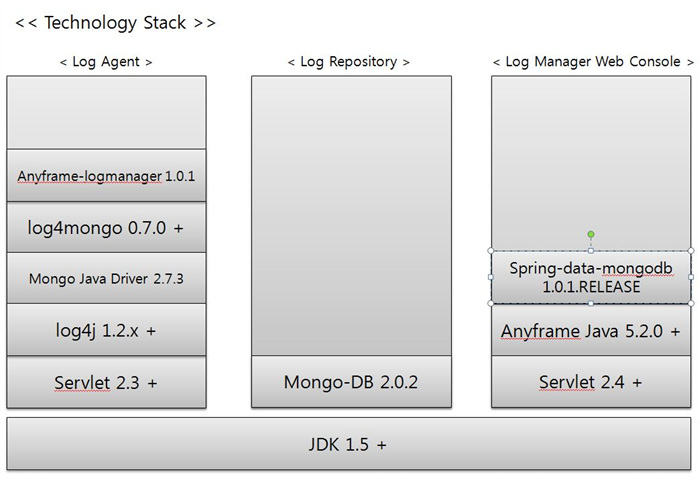 << Technology Stack >>
< Log Agent >
Anyframe-logmanager 1.0.1
log4mongo 0.7.0 +
Mongo Java Driver 2.7.3
log4j 1.2.x +
Servlet 2.3 +
< Log Repository >
Mongo-DB 2.0.2
< Log Manager Web Console >
Spring-data-mongodb
1.0.1.RELEASE
Anyframe Java 5.2.0 +
Servlet 2.4 +
JDK 1.5 +